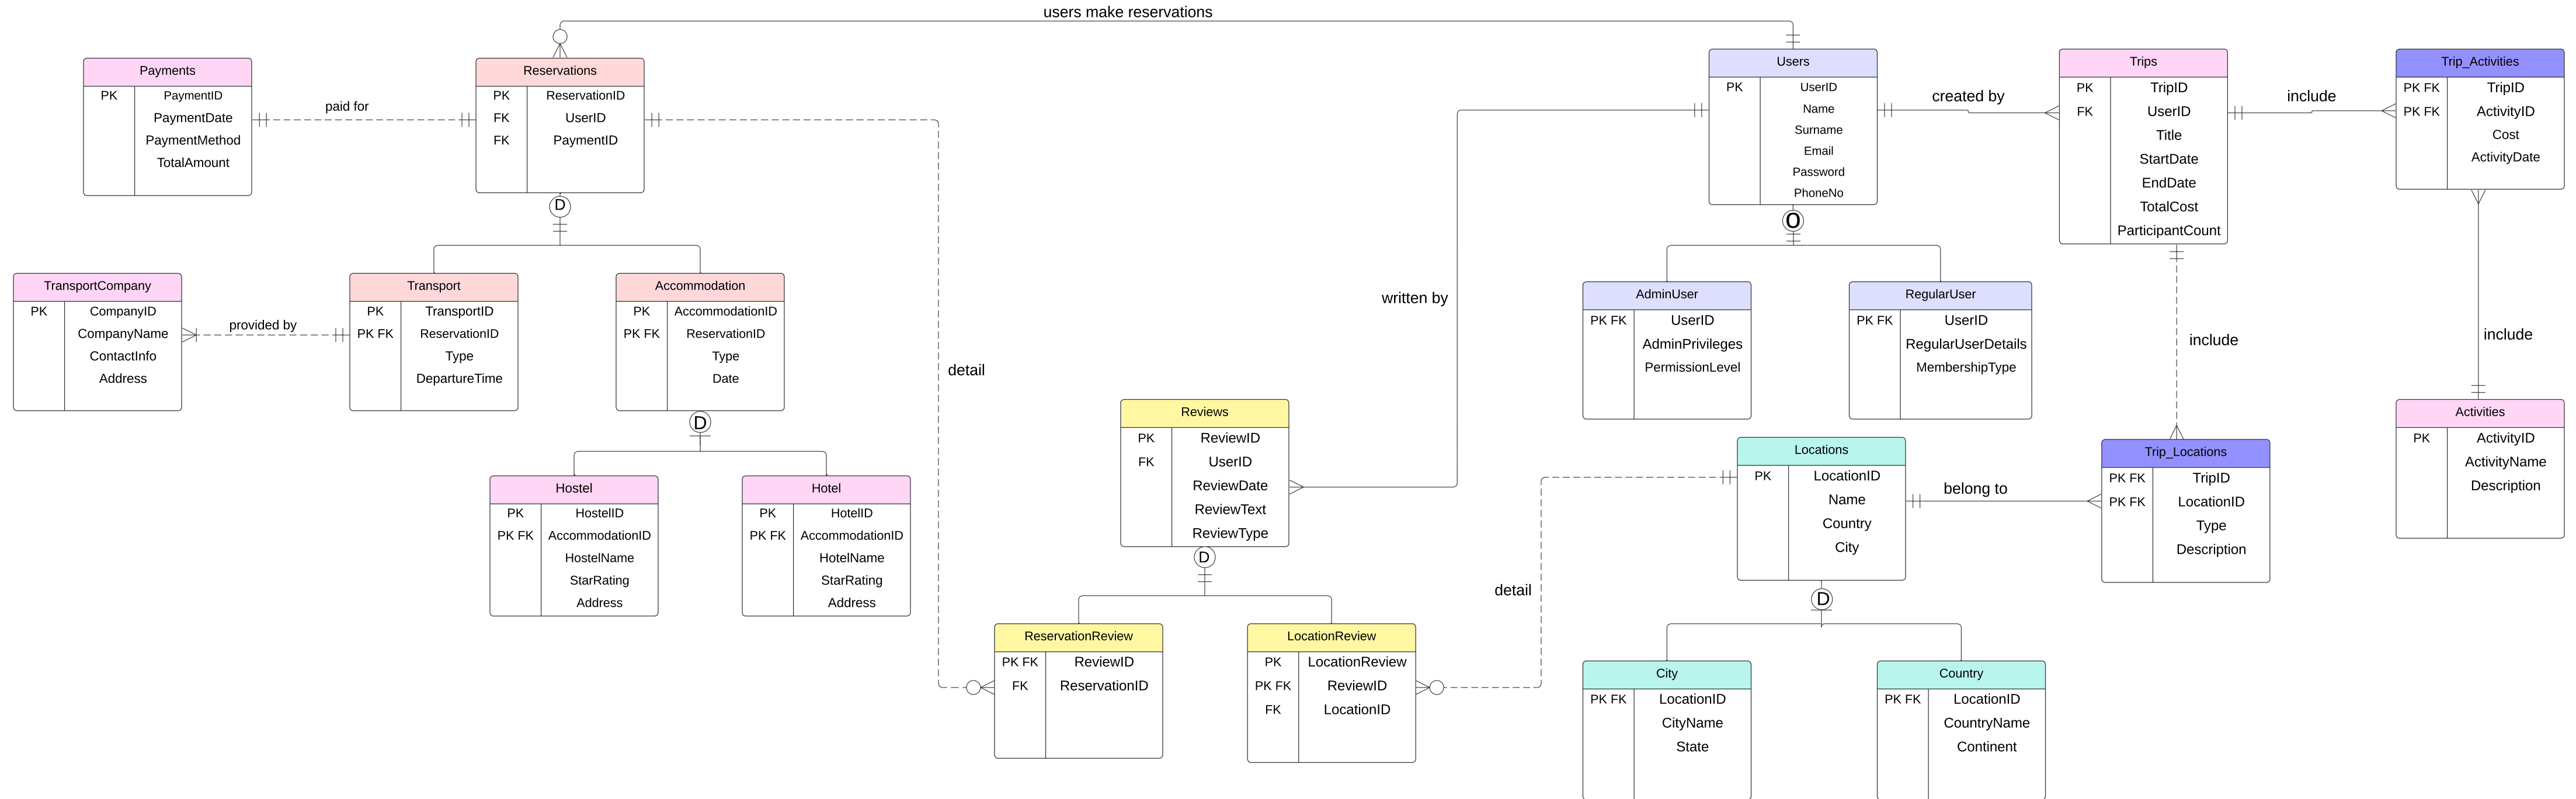 users make reservations
Payments
PK PaymentID
PaymentDate
PaymentMethod
TotalAmount
paid for
Reservations
PK ReservationID
FK UserID
FK PaymentID
D
Users
PK UserID
Name
Surname
Email
Password
PhoneNo
O
created by
Trips
PK TripID
FK UserID
Title
StartDate
EndDate
TotalCost
ParticipantCount
include
Trip_Activities
PK FK TripID
PK FK ActivityID
Cost
ActivityDate
TransportCompany
PK CompanyID
CompanyName
ContactInfo
Address
provided by
Transport
PK TransportID
PK FK ReservationID
Type
DepartureTime
Accommodation
PK AccommodationID
PK FK ReservationID
Type
Date
D
detail
written by
AdminUser
PK FK UserID
AdminPrivileges
PermissionLevel
RegularUser
PK FK UserID
RegularUserDetails
MembershipType
include
include
Hostel
PK HostelID
PK FK AccommodationID
HostelName
StarRating
Address
Hotel
PK HotelID
PK FK AccommodationID
HotelName
StarRating
Address
Reviews
PK ReviewID
FK UserID
ReviewDate
ReviewText
ReviewType
D
Locations
PK LocationID
Name
Country
City
D
belong to
Trip_Locations
PK FK TripID
PK FK LocationID
Type
Description
Activities
PK ActivityID
ActivityName
Description
detail
ReservationReview
PK FK ReviewID
FK ReservationID
LocationReview
PK LocationReview
PK FK ReviewID
FK LocationID
City
PK FK LocationID
CityName
State
Country
PK FK LocationID
CountryName
Continent